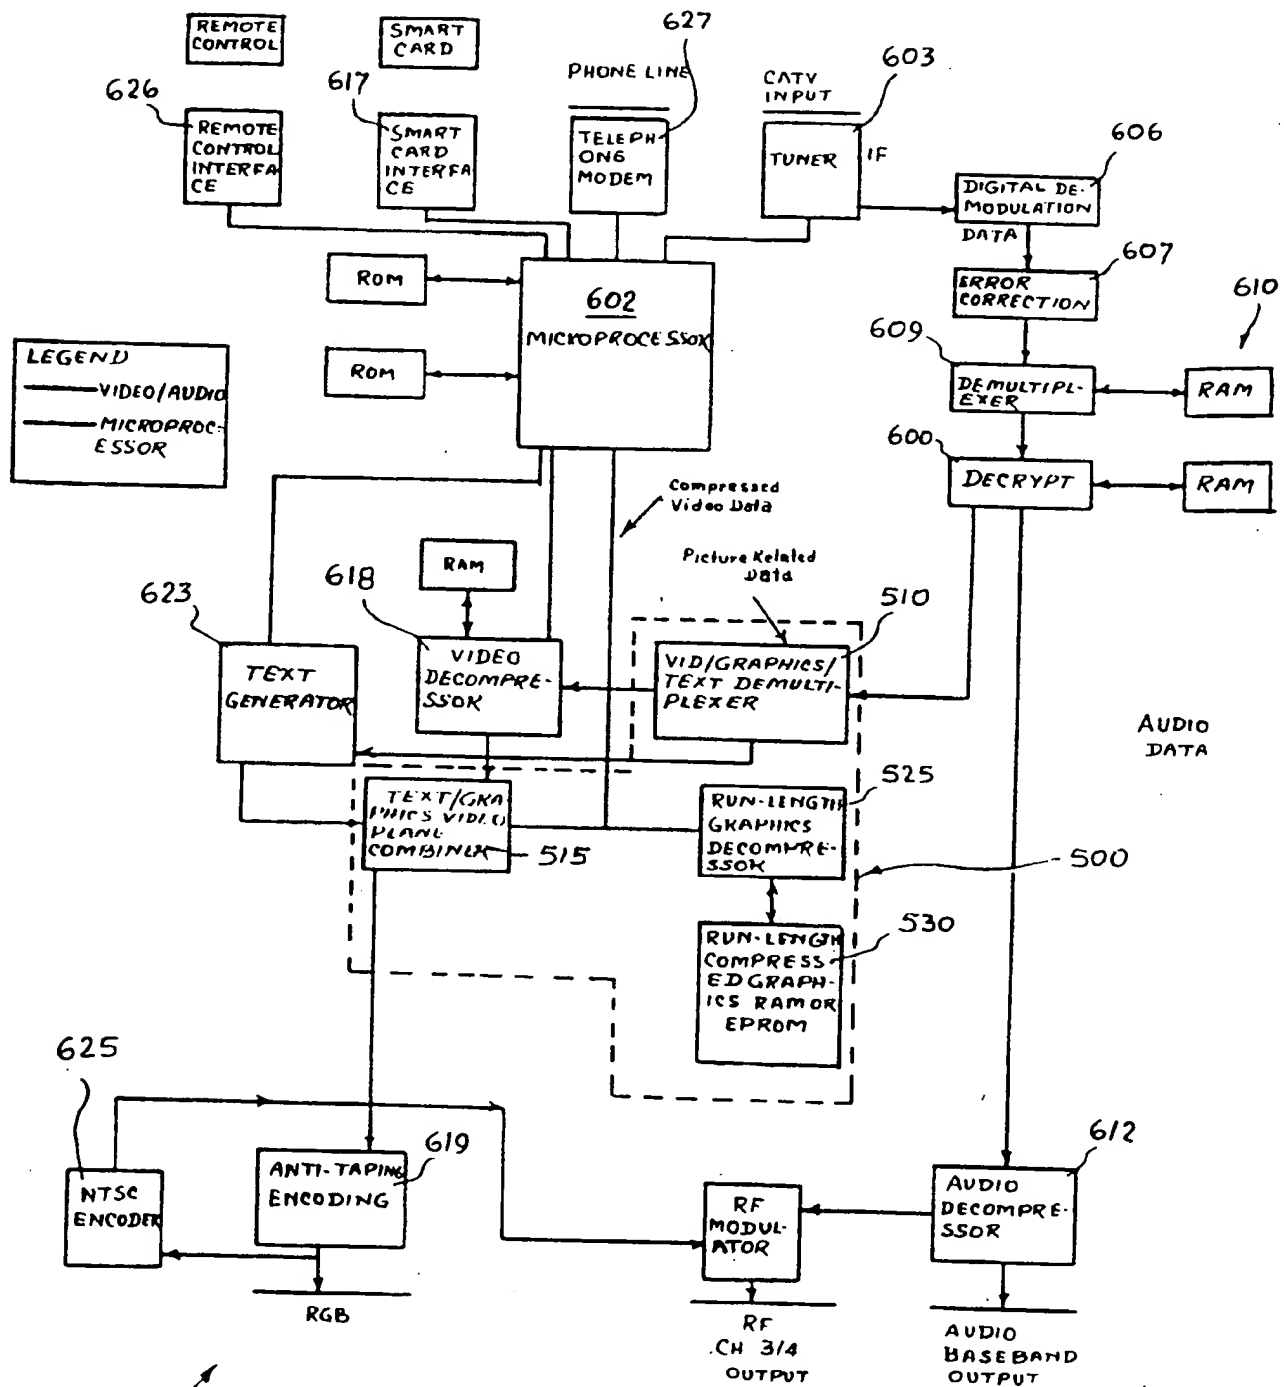 REMOTE
CONTROL
SMART
CARD
627
PHONE LINE
CATV
INPUT
603
626
617
REMOTE
CONTROL
INTERFA
CE
SMART
CARD
INTERFA
CE
TELEPH
ONE
MODEM
TUNER
IF
606
DIGITAL DE-
MODULATION
DATA
607
ERROR
CORRECTION
610
ROM
602
MICROPROCESSOR
609
LEGEND
VIDEO/AUDIO
MICROPROC-
ESSOR
ROM
DEMULTIPL-
EXER
RAM
600
DECRYPT
RAM
Compressed
Video Data
Picture Related
Data
RAM
618
623
510
TEXT
GENERATOR
VIDEO
DECOMPRE-
SSOR
VID/GRAPHICS/
TEXT DEMULTI-
PLEXER
AUDIO
DATA
TEXT/GRA
PHICS VIDEO
PLANE
COMBINER
515
RUN-LENGTH
GRAPHICS
DECOMPRE-
SSOR
525
500
RUN-LENGTH
COMPRESS
ED GRAPH-
ICS RAM OR
EPROM
530
625
NTSC
ENCODER
ANTI-TAPING
ENCODING
619
RF
MODUL-
ATOR
612
AUDIO
DECOMPRE-
SSOR
RGB
RF
CH 3/4
OUTPUT
AUDIO
BASEBAND
OUTPUT